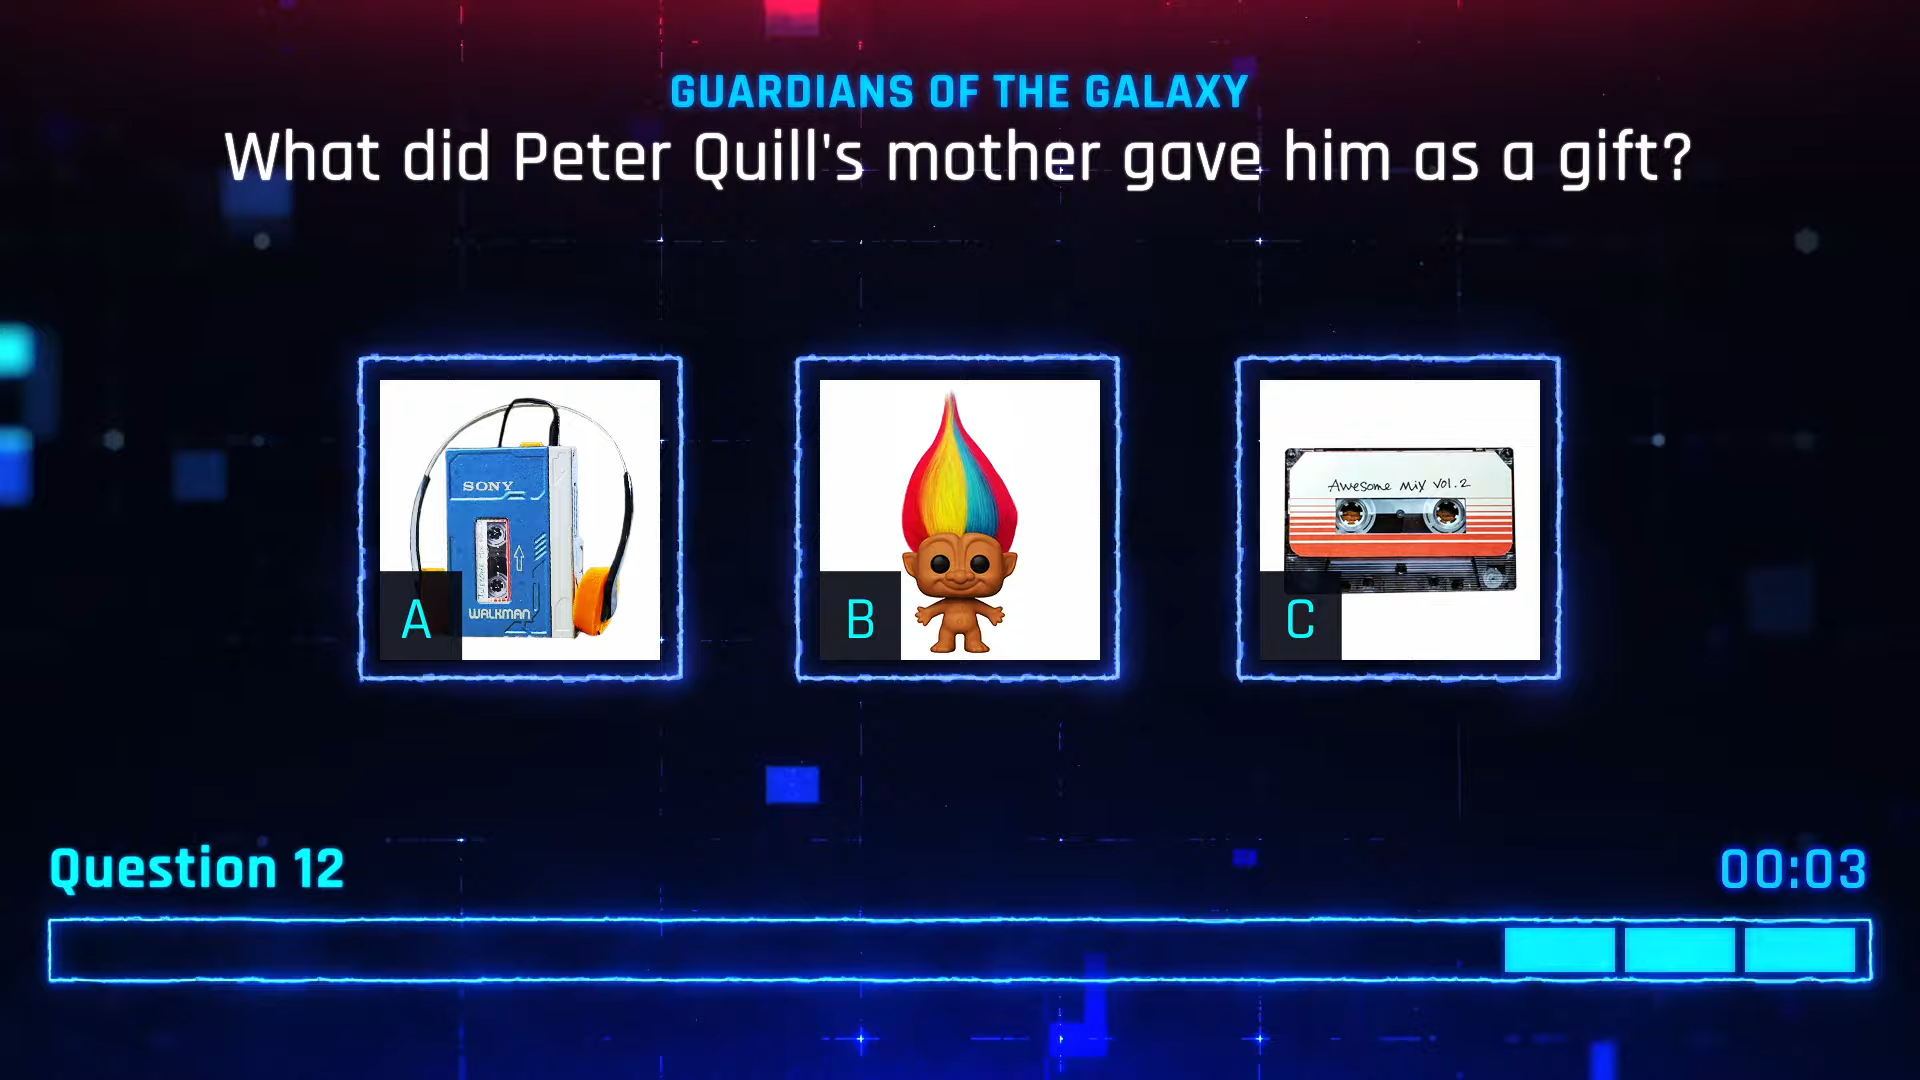 GUARDIANS OF THE GALAXY
What did Peter Quill's mother gave him as a gift?
SONY
WALKMAN
A
B
Awesome Mix Vol.2
C
Question 12
00:03